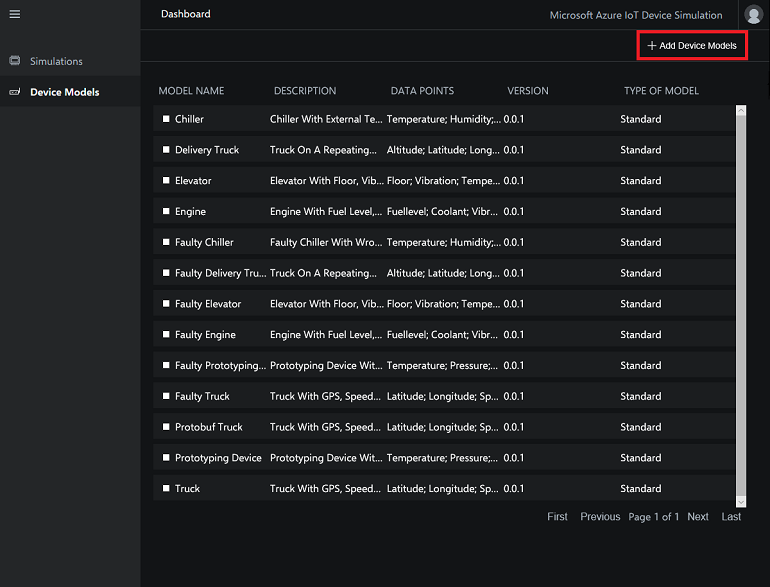 Dashboard Microsoft Azure IoT Device Simulation
+ Add Device Models
Simulations
Device Models
MODEL NAME DESCRIPTION DATA POINTS VERSION TYPE OF MODEL
Chiller Chiller With External Te... Temperature; Humidity;... 0.0.1 Standard
Delivery Truck Truck On A Repeating... Altitude; Latitude; Long... 0.0.1 Standard
Elevator Elevator With Floor, Vib... Floor; Vibration; Tempe... 0.0.1 Standard
Engine Engine With Fuel Level,... Fuellevel; Coolant; Vibr... 0.0.1 Standard
Faulty Chiller Faulty Chiller With Wro... Temperature; Humidity;... 0.0.1 Standard
Faulty Delivery Tru... Truck On A Repeating... Altitude; Latitude; Long... 0.0.1 Standard
Faulty Elevator Elevator With Floor, Vib... Floor; Vibration; Tempe... 0.0.1 Standard
Faulty Engine Engine With Fuel Level,... Fuellevel; Coolant; Vibr... 0.0.1 Standard
Faulty Prototyping... Prototyping Device Wit... Temperature; Pressure;... 0.0.1 Standard
Faulty Truck Truck With GPS, Speed... Latitude; Longitude; Sp... 0.0.1 Standard
Protobuf Truck Truck With GPS, Speed... Latitude; Longitude; Sp... 0.0.1 Standard
Prototyping Device Prototyping Device Wit... Temperature; Pressure;... 0.0.1 Standard
Truck Truck With GPS, Speed... Latitude; Longitude; Sp... 0.0.1 Standard
First Previous Page 1 of 1 Next Last